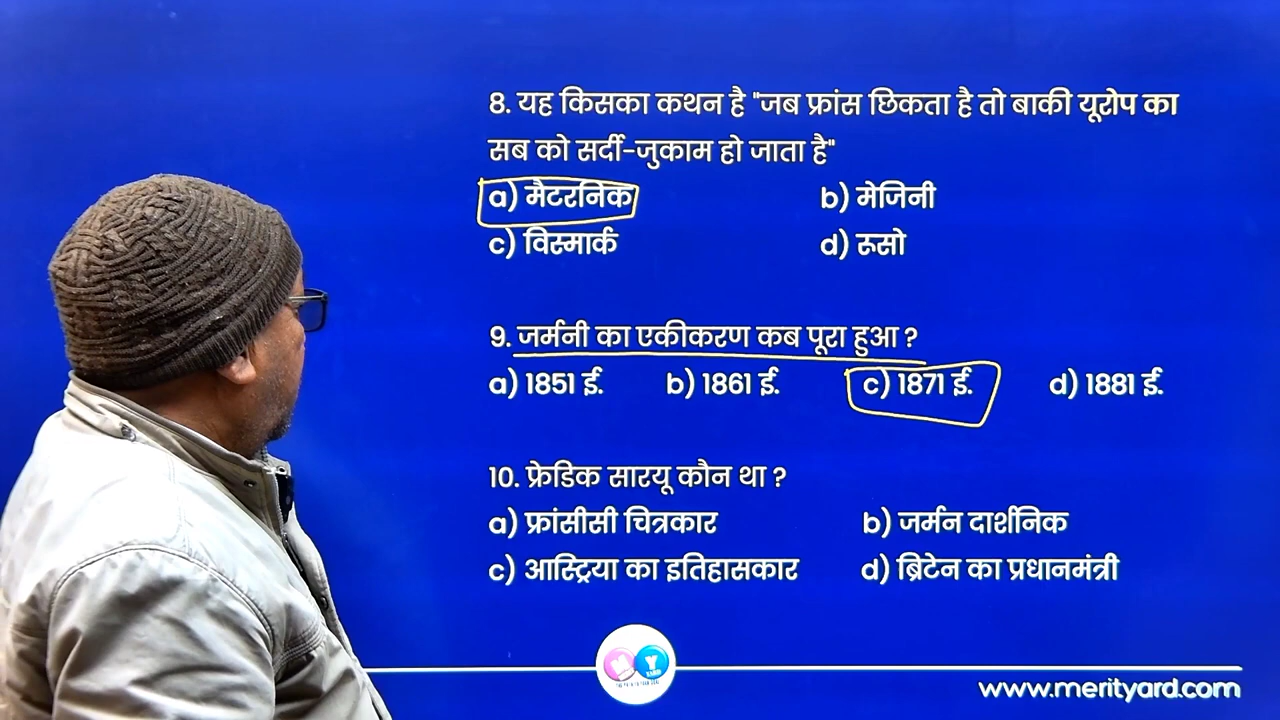 8. यह किसका कथन है "जब फ्रांस छिकता है तो बाकी यूरोप का
सब को सर्दी-जुकाम हो जाता है"
a) मैटरनिक b) मेजिनी
c) विस्मार्क d) रूसो
9. जर्मनी का एकीकरण कब पूरा हुआ ?
a) 1851 ई. b) 1861 ई. c) 1871 ई. d) 1881 ई.
10. फ्रेडिक सारयू कौन था ?
a) फ्रांसीसी चित्रकार b) जर्मन दार्शनिक
c) आस्ट्रिया का इतिहासकार d) ब्रिटेन का प्रधानमंत्री
www.merityard.com